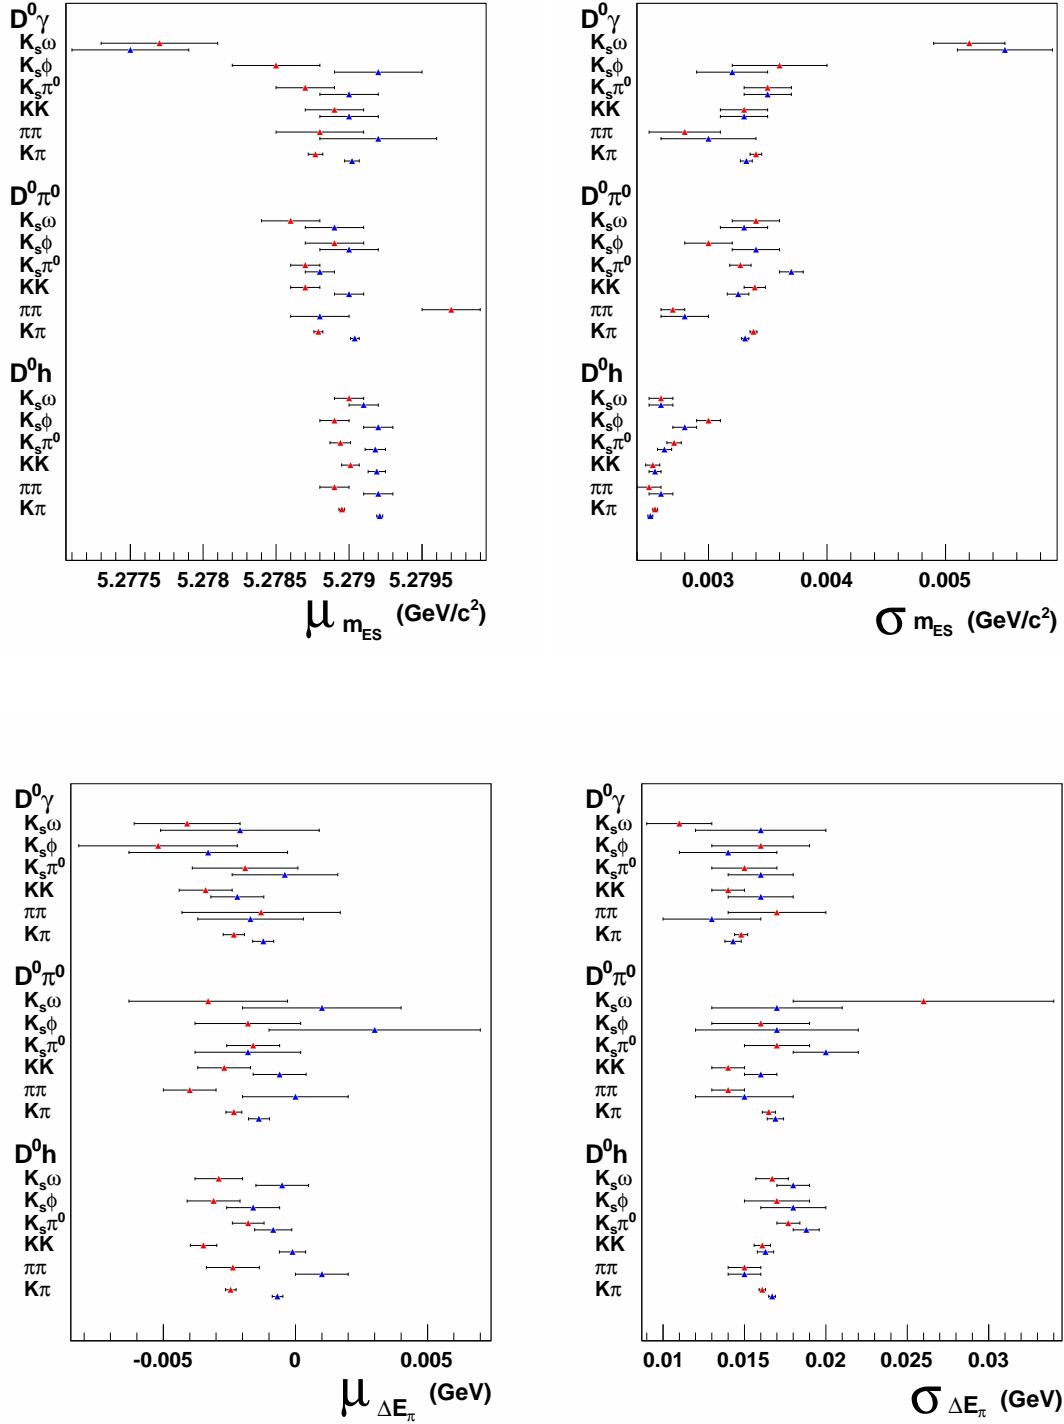 D⁰γ
Kₛω
Kₛϕ
Kₛπ⁰
KK
ππ
Kπ
D⁰π⁰
Kₛω
Kₛϕ
Kₛπ⁰
KK
ππ
Kπ
D⁰h
Kₛω
Kₛϕ
Kₛπ⁰
KK
ππ
Kπ
5.2775 5.278 5.2785 5.279 5.2795
μ m_ES (GeV/c²)
D⁰γ
Kₛω
Kₛϕ
Kₛπ⁰
KK
ππ
Kπ
D⁰π⁰
Kₛω
Kₛϕ
Kₛπ⁰
KK
ππ
Kπ
D⁰h
Kₛω
Kₛϕ
Kₛπ⁰
KK
ππ
Kπ
0.003 0.004 0.005
σ m_ES (GeV/c²)
D⁰γ
Kₛω
Kₛϕ
Kₛπ⁰
KK
ππ
Kπ
D⁰π⁰
Kₛω
Kₛϕ
Kₛπ⁰
KK
ππ
Kπ
D⁰h
Kₛω
Kₛϕ
Kₛπ⁰
KK
ππ
Kπ
-0.005 0 0.005
μ ΔE_π (GeV)
D⁰γ
Kₛω
Kₛϕ
Kₛπ⁰
KK
ππ
Kπ
D⁰π⁰
Kₛω
Kₛϕ
Kₛπ⁰
KK
ππ
Kπ
D⁰h
Kₛω
Kₛϕ
Kₛπ⁰
KK
ππ
Kπ
0.01 0.015 0.02 0.025 0.03
σ ΔE_π (GeV)